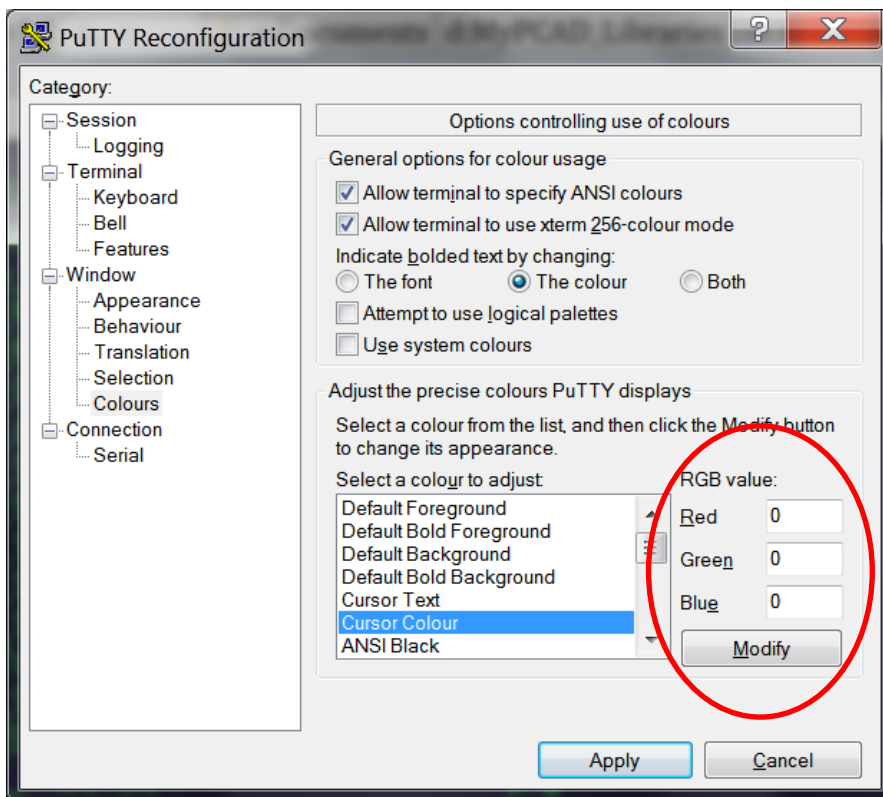 PuTTY Reconfiguration
Category:
Session
Logging
Terminal
Keyboard
Bell
Features
Window
Appearance
Behaviour
Translation
Selection
Colours
Connection
Serial
Options controlling use of colours
General options for colour usage
Allow terminal to specify ANSI colours
Allow terminal to use xterm 256-colour mode
Indicate bolded text by changing:
The font The colour Both
Attempt to use logical palettes
Use system colours
Adjust the precise colours PuTTY displays
Select a colour from the list, and then click the Modify button
to change its appearance.
Select a colour to adjust:
Default Foreground
Default Bold Foreground
Default Background
Default Bold Background
Cursor Text
Cursor Colour
ANSI Black
RGB value:
Red 0
Green 0
Blue 0
Modify
Apply Cancel